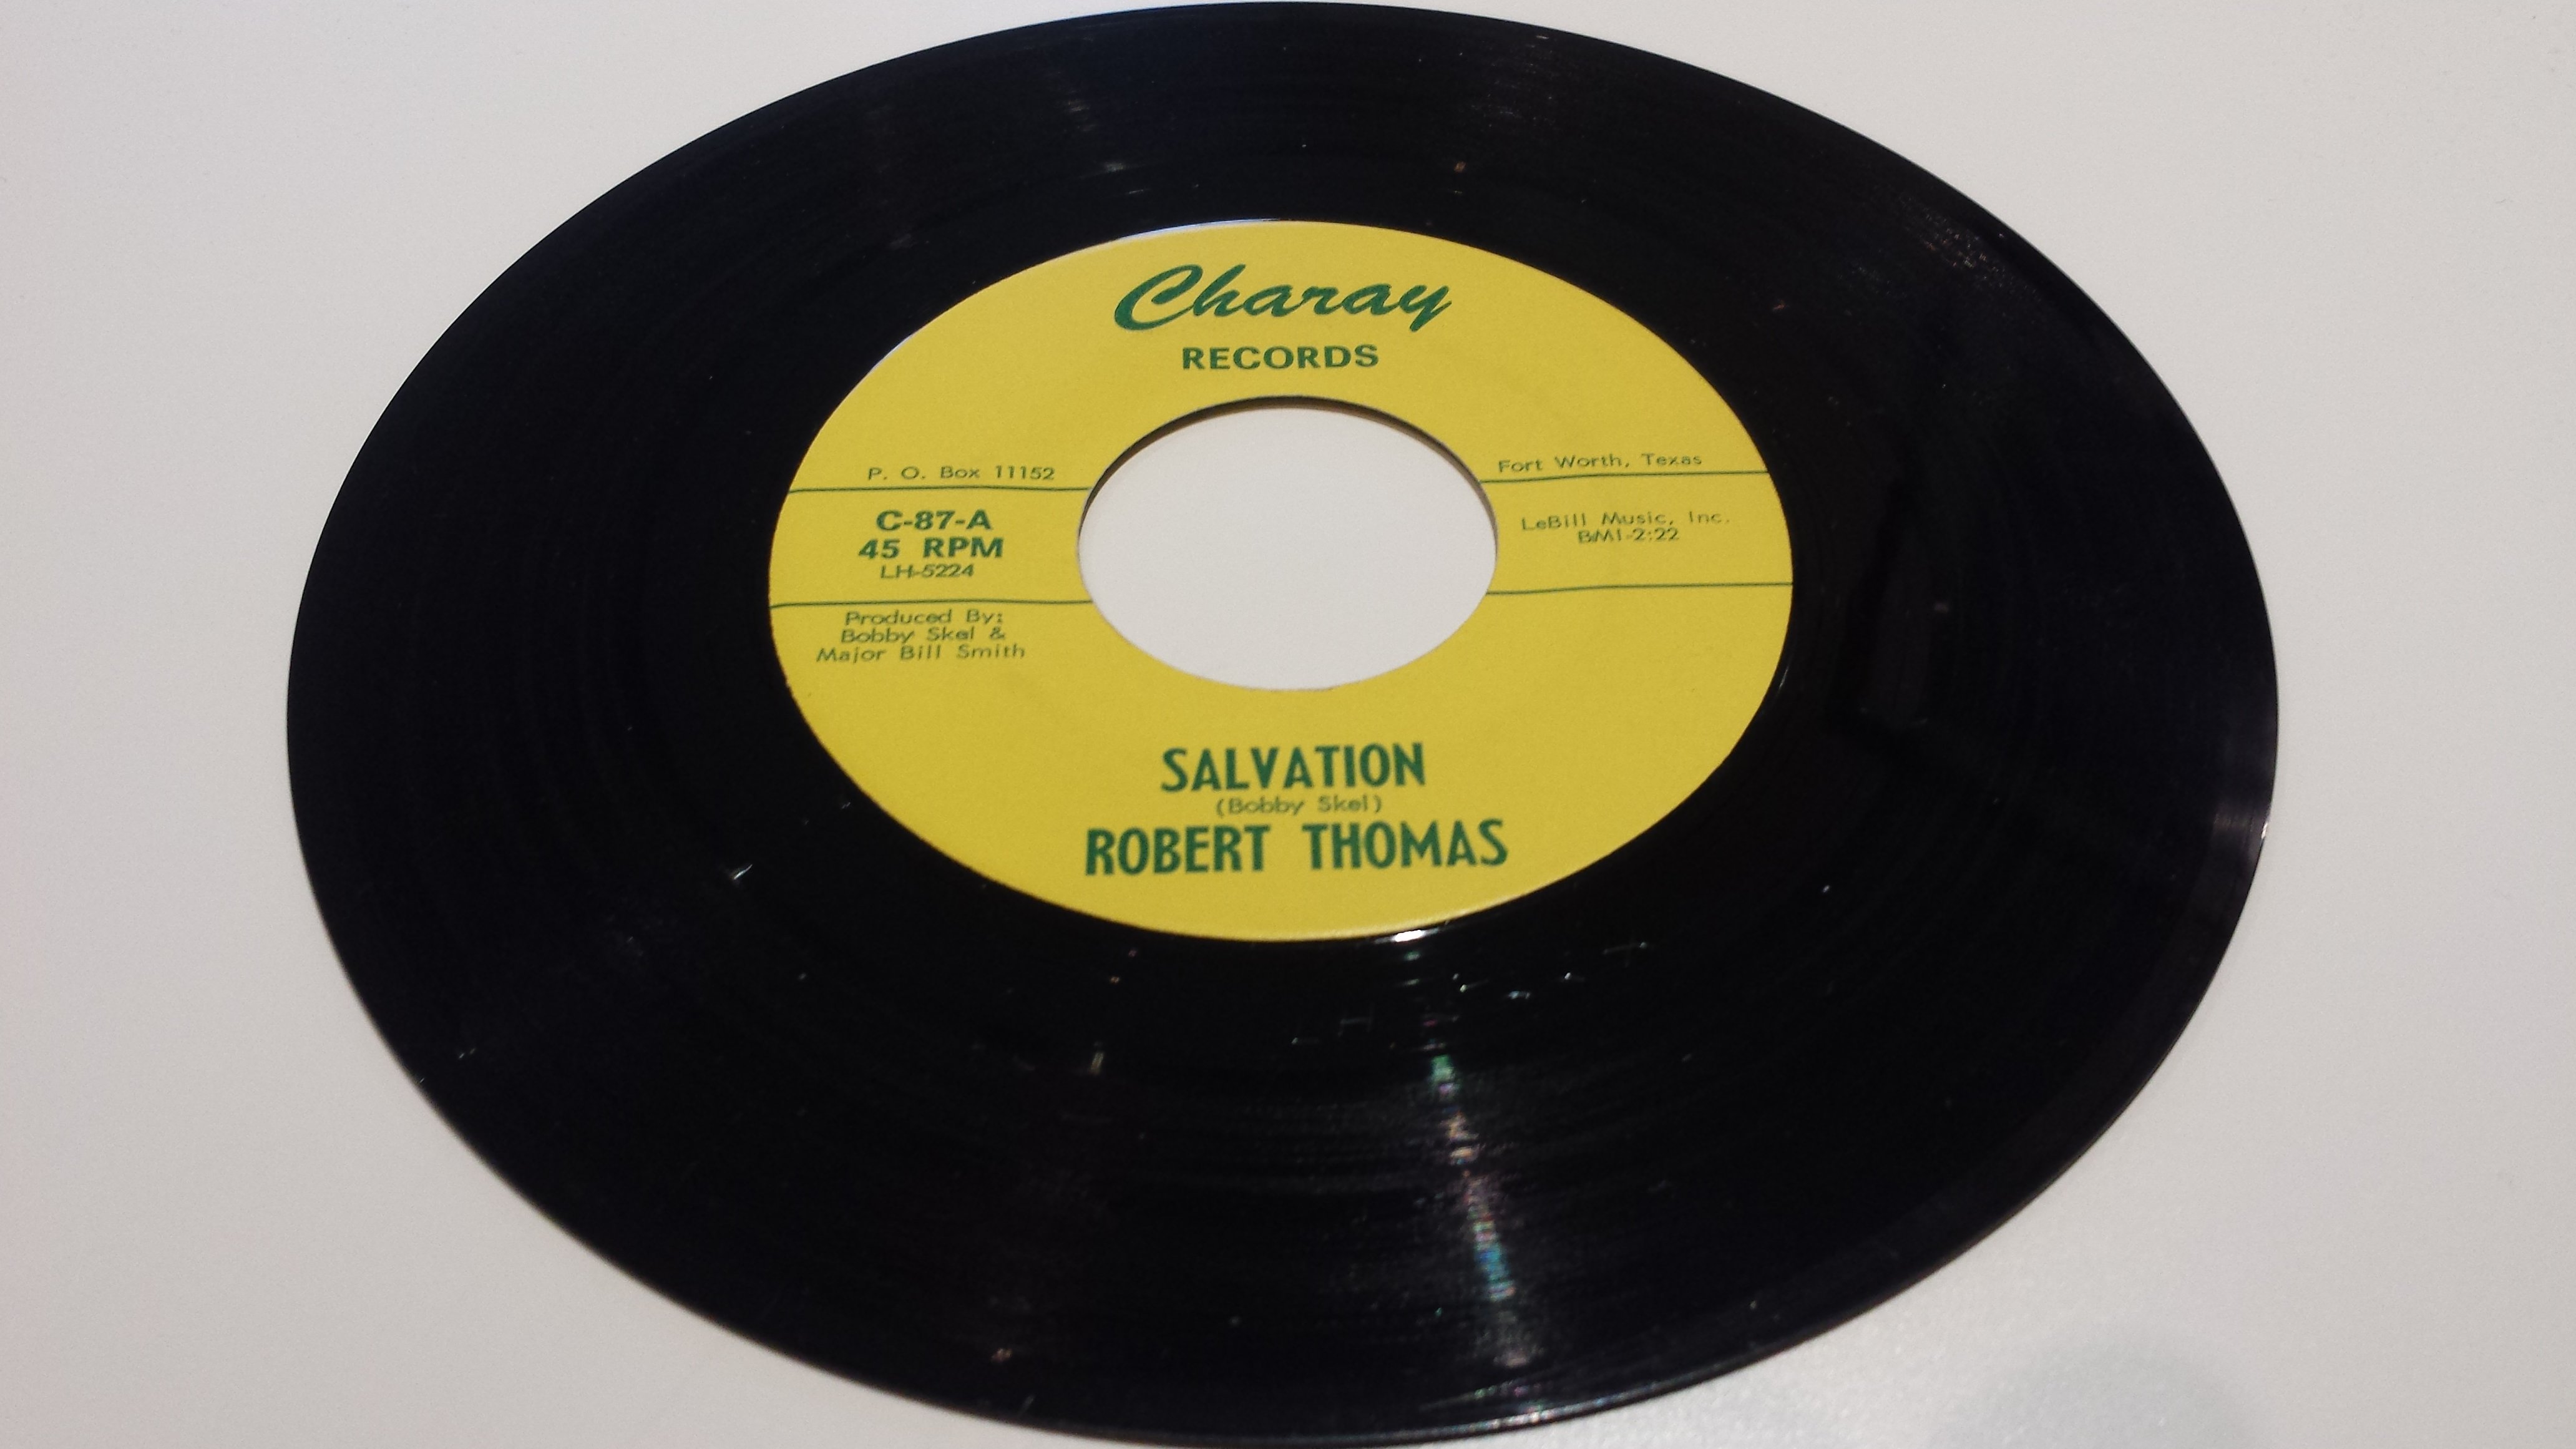 Charay
RECORDS
P. O. Box 11152
Fort Worth, Texas
C-87-A
45 RPM
LH-5224
LeBill Music, Inc.
BMI-2:22
Produced By:
Bobby Skel &
Major Bill Smith
SALVATION
(Bobby Skel)
ROBERT THOMAS